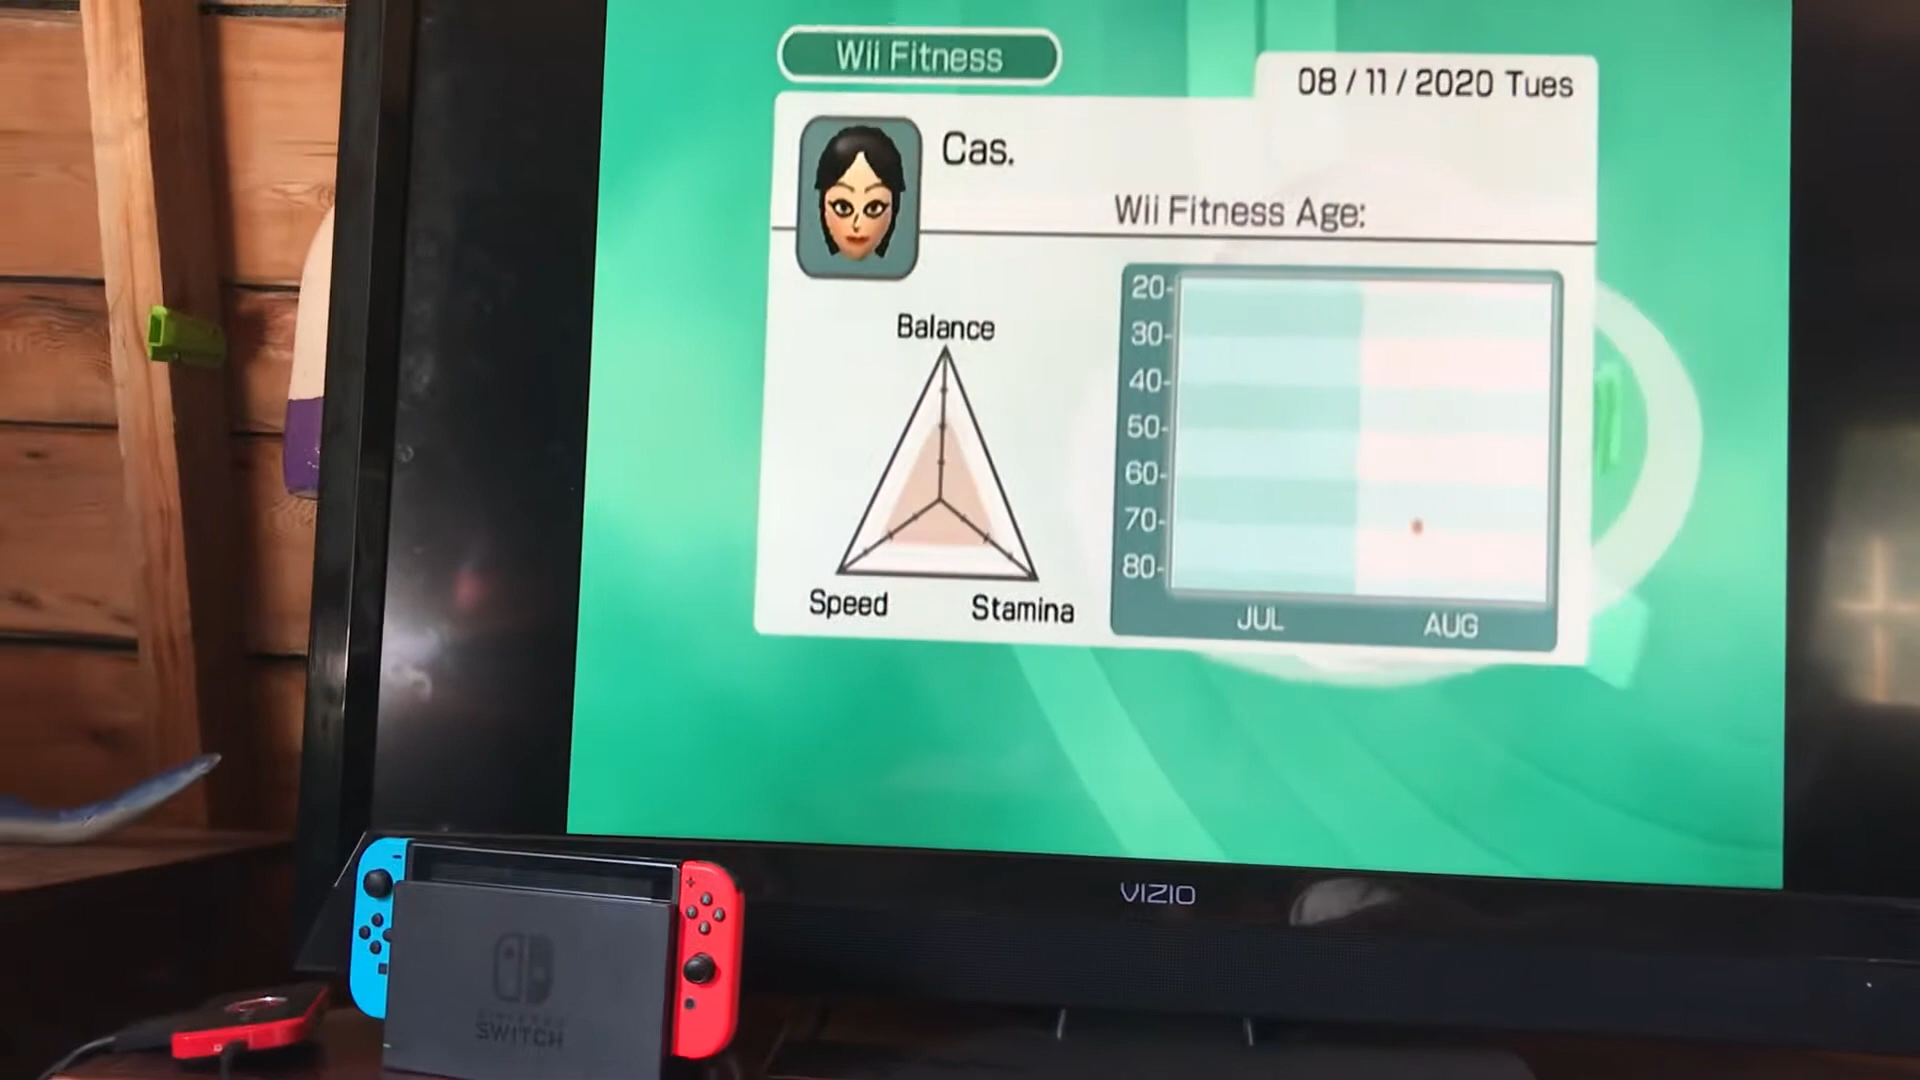 Wii Fitness
08 / 11 / 2020 Tues
Cas.
Wii Fitness Age:
Balance
Speed
Stamina
20-
30-
40-
50-
60-
70-
80-
JUL
AUG
VIZIO
NINTENDO
SWITCH